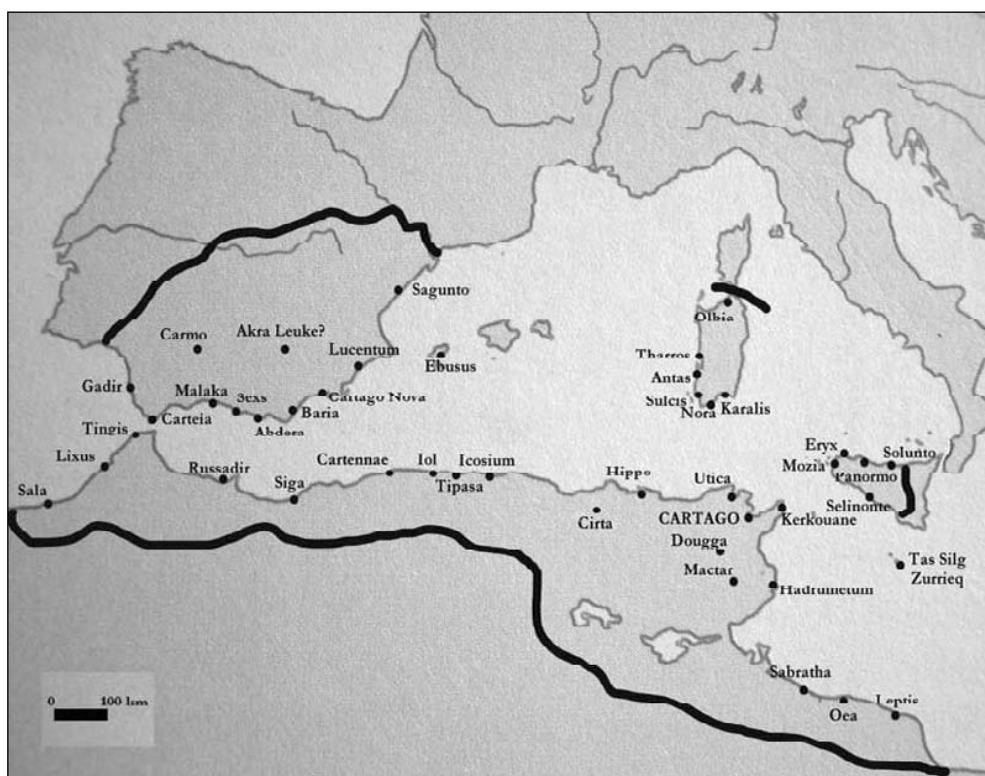 Sagunto
Carmo
Akra Leuke?
Lucentum
Ebusus
Gadir
Malaka
Sexs
Abdera
Baria
Cartago Nova
Carteia
Tingis
Lixus
Sala
Russadir
Siga
Cartennae
Iol
Tipasa
Icosium
Hippo
Cirta
Utica
CARTAGO
Kerkouane
Dougga
Mactar
Hadrumetum
Olbia
Tharros
Antas
Sulcis
Nora
Karalis
Eryx
Mozia
Panormo
Solunto
Selinonte
Tas Silg
Zurrieq
Sabratha
Oea
Leptis
0 100 km